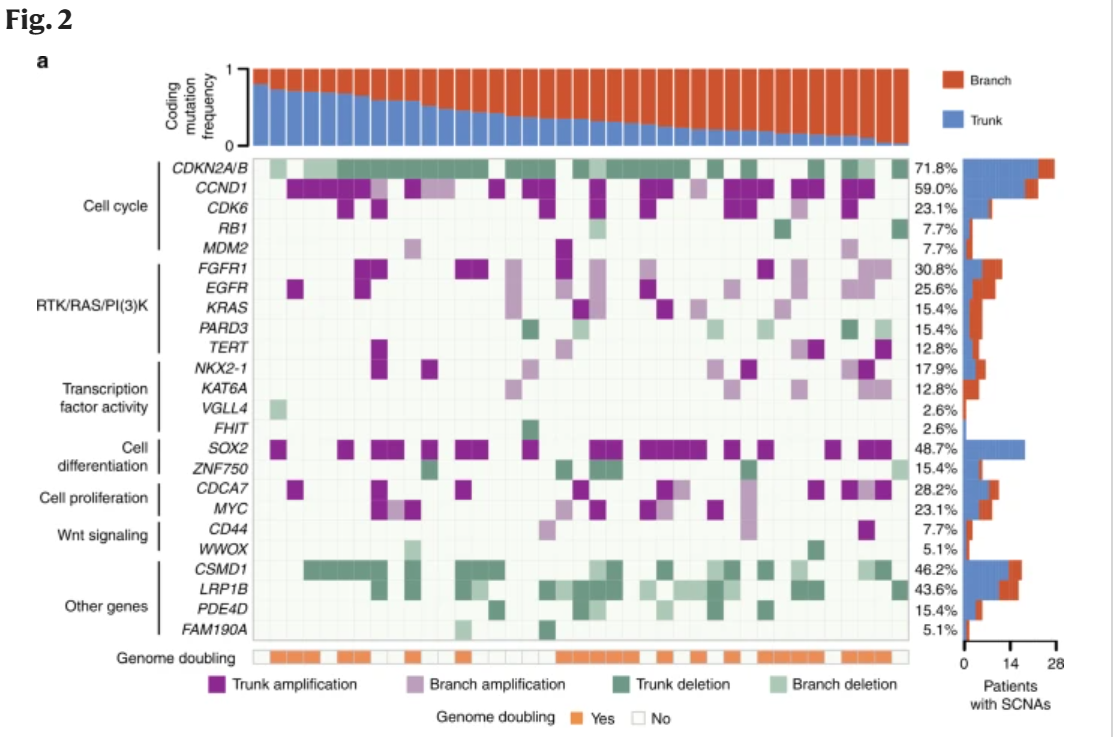 Fig. 2
a
Coding
mutation
frequency
1
0
Branch
Trunk
Cell cycle
CDKN2A/B 71.8%
CCND1 59.0%
CDK6 23.1%
RB1 7.7%
MDM2 7.7%
RTK/RAS/PI(3)K
FGFR1 30.8%
EGFR 25.6%
KRAS 15.4%
PARD3 15.4%
TERT 12.8%
Transcription
factor activity
NKX2-1 17.9%
KAT6A 12.8%
VGLL4 2.6%
FHIT 2.6%
Cell
differentiation
SOX2 48.7%
ZNF750 15.4%
Cell proliferation
CDCA7 28.2%
MYC 23.1%
Wnt signaling
CD44 7.7%
WWOX 5.1%
Other genes
CSMD1 46.2%
LRP1B 43.6%
PDE4D 15.4%
FAM190A 5.1%
Genome doubling
0 14 28
Patients
with SCNAs
Trunk amplification Branch amplification Trunk deletion Branch deletion
Genome doubling Yes No